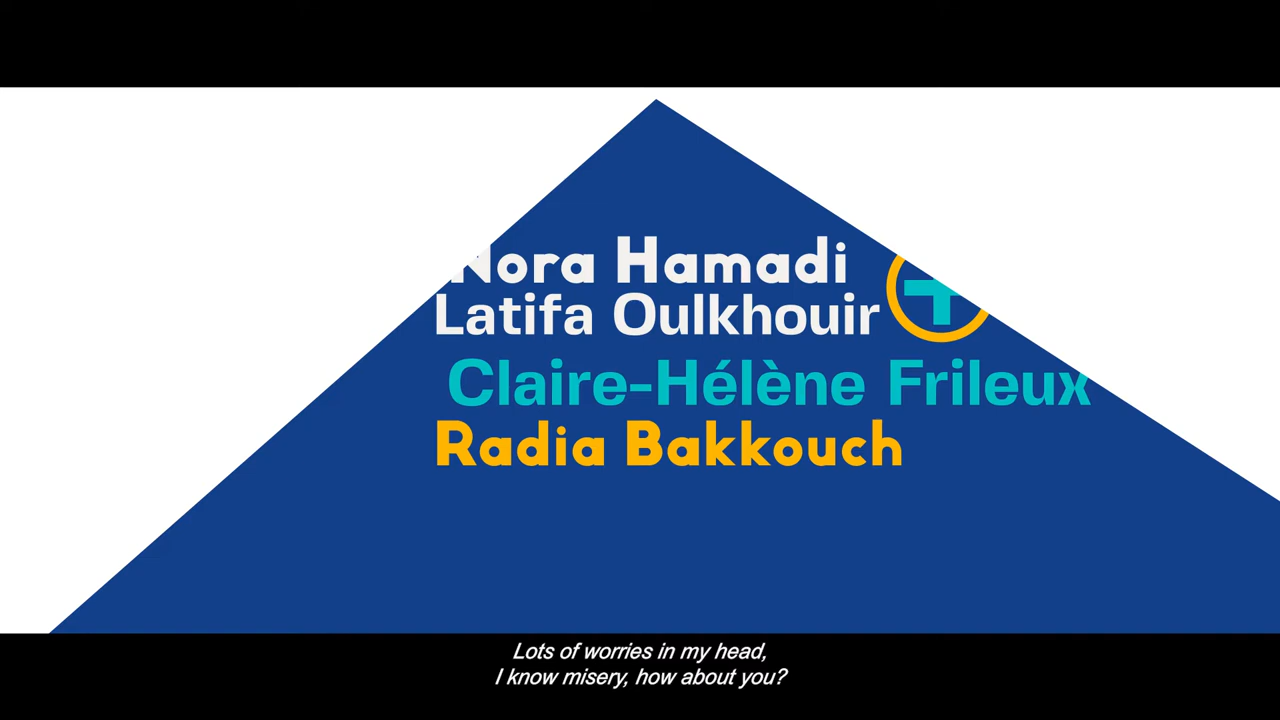 Nora Hamadi
Latifa Oulkhouir
Claire-Hélène Frileux
Radia Bakkouch
Lots of worries in my head,
I know misery, how about you?